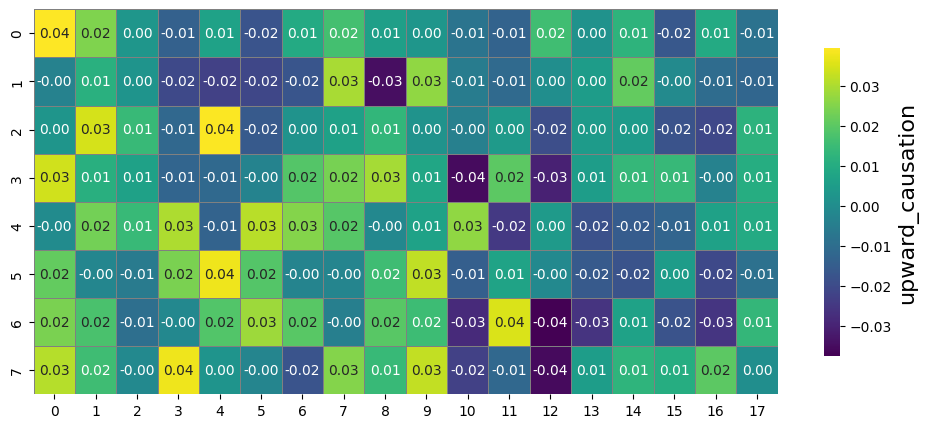 0 0.04 0.02 0.00 -0.01 0.01 -0.02 0.01 0.02 0.01 0.00 -0.01 -0.01 0.02 0.00 0.01 -0.02 0.01 -0.01
1 -0.00 0.01 0.00 -0.02 -0.02 -0.02 -0.02 0.03 -0.03 0.03 -0.01 -0.01 0.00 0.00 0.02 -0.00 -0.01 -0.01
2 0.00 0.03 0.01 -0.01 0.04 -0.02 0.00 0.01 0.01 0.00 -0.00 0.00 -0.02 0.00 0.00 -0.02 -0.02 0.01
3 0.03 0.01 0.01 -0.01 -0.01 -0.00 0.02 0.02 0.03 0.01 -0.04 0.02 -0.03 0.01 0.01 0.01 -0.00 0.01
4 -0.00 0.02 0.01 0.03 -0.01 0.03 0.03 0.02 -0.00 0.01 0.03 -0.02 0.00 -0.02 -0.02 -0.01 0.01 0.01
5 0.02 -0.00 -0.01 0.02 0.04 0.02 -0.00 -0.00 0.02 0.03 -0.01 0.01 -0.00 -0.02 -0.02 0.00 -0.02 -0.01
6 0.02 0.02 -0.01 -0.00 0.02 0.03 0.02 -0.00 0.02 0.02 -0.03 0.04 -0.04 -0.03 0.01 -0.02 -0.03 0.01
7 0.03 0.02 -0.00 0.04 0.00 -0.00 -0.02 0.03 0.01 0.03 -0.02 -0.01 -0.04 0.01 0.01 0.01 0.02 0.00
0 1 2 3 4 5 6 7 8 9 10 11 12 13 14 15 16 17
0.03
0.02
0.01
0.00
−0.01
−0.02
−0.03
upward_causation